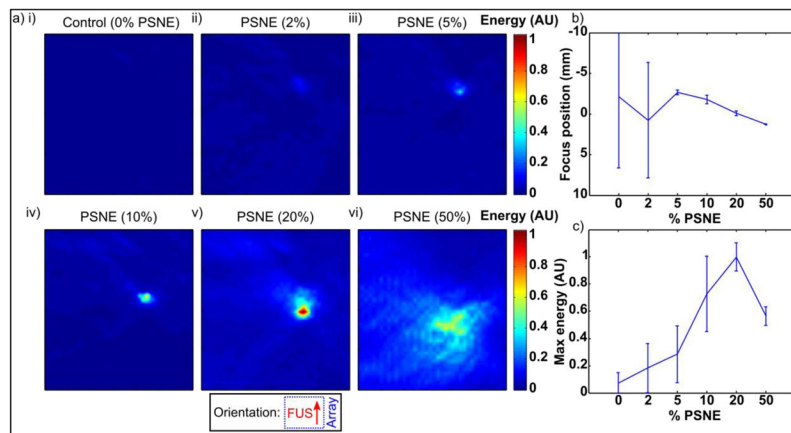 a) i) Control (0% PSNE) ii) PSNE (2%) iii) PSNE (5%) Energy (AU)
1
0.8
0.6
0.4
0.2
0
iv) PSNE (10%) v) PSNE (20%) vi) PSNE (50%) Energy (AU)
1
0.8
0.6
0.4
0.2
0
Orientation: FUS Array
b)
Focus position (mm)
-10
-5
0
5
10
0 2 5 10 20 50
% PSNE
c)
Max energy (AU)
1
0.8
0.6
0.4
0.2
0
0 2 5 10 20 50
% PSNE